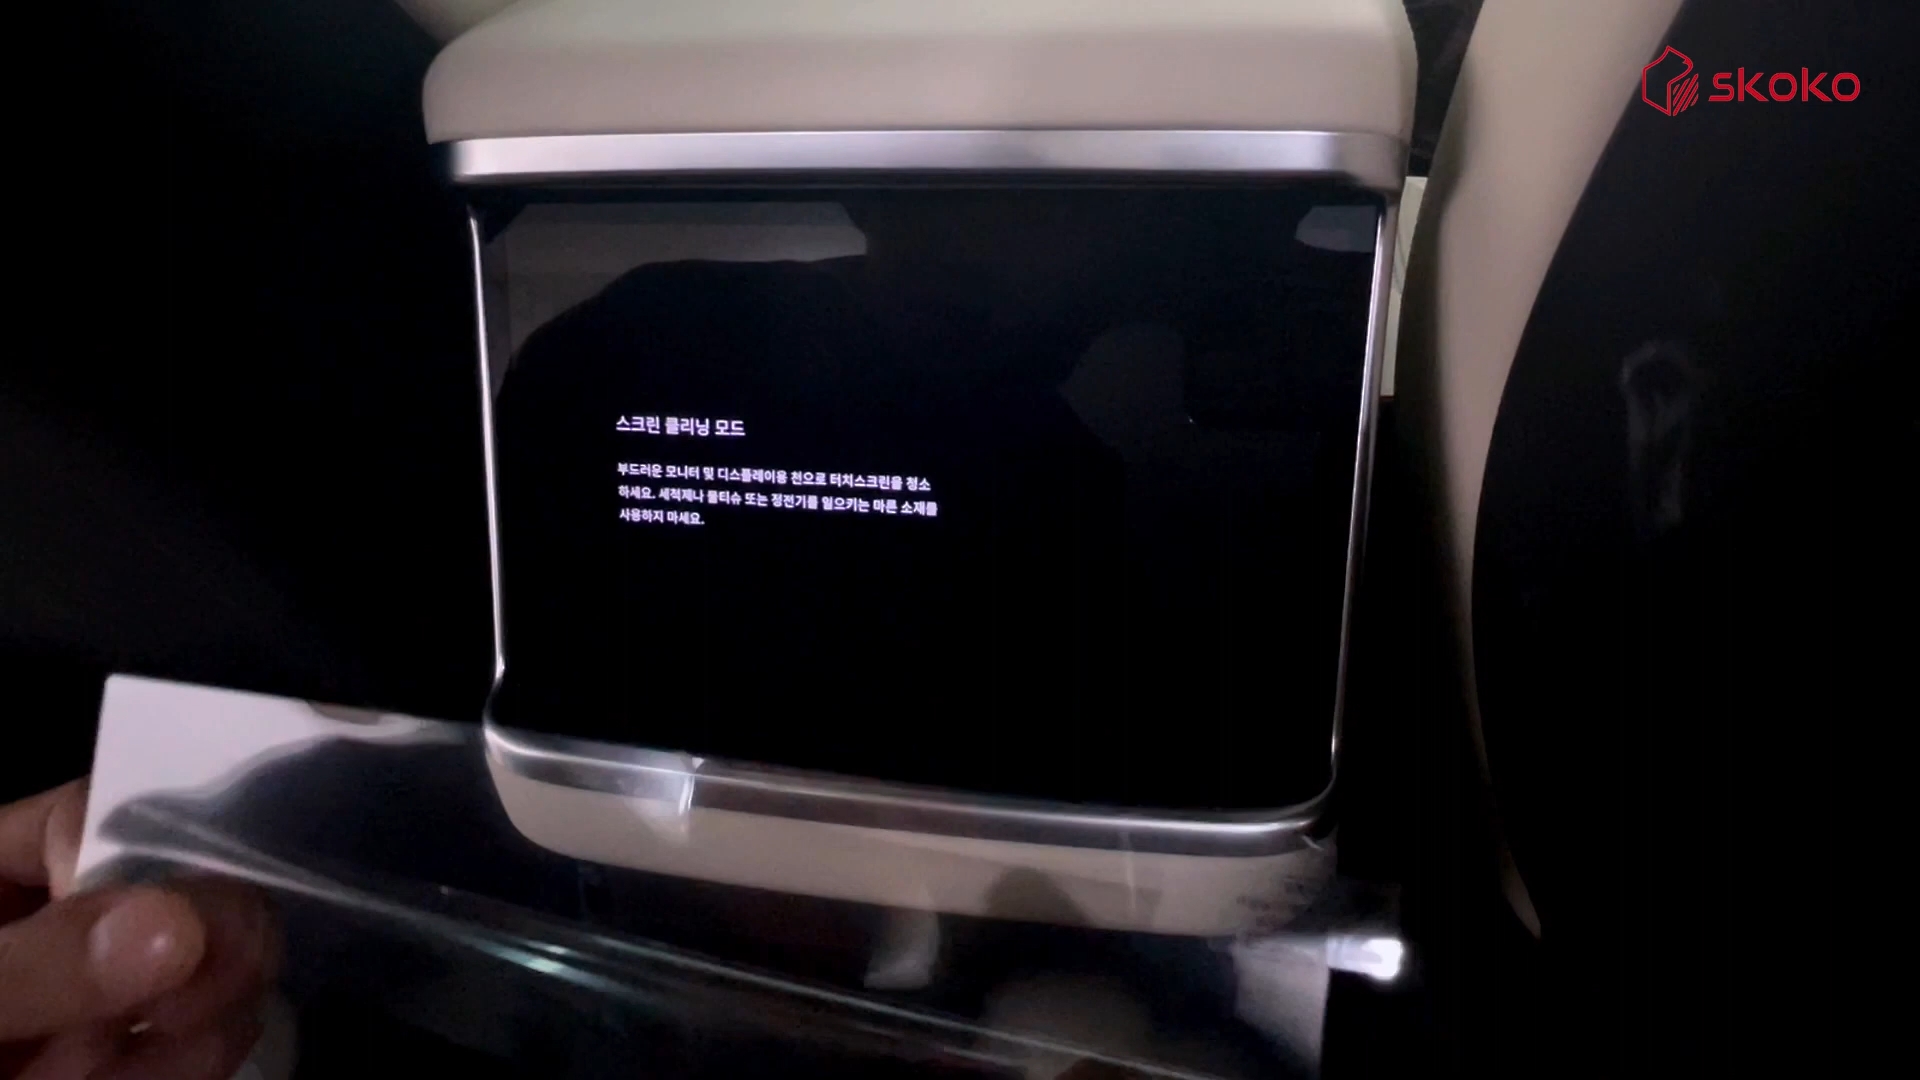 skoko
스크린 클리닝 모드
부드러운 모니터 및 디스플레이용 천으로 터치스크린을 청소
하세요. 세척제나 물티슈 또는 정전기를 일으키는 마른 소재를
사용하지 마세요.